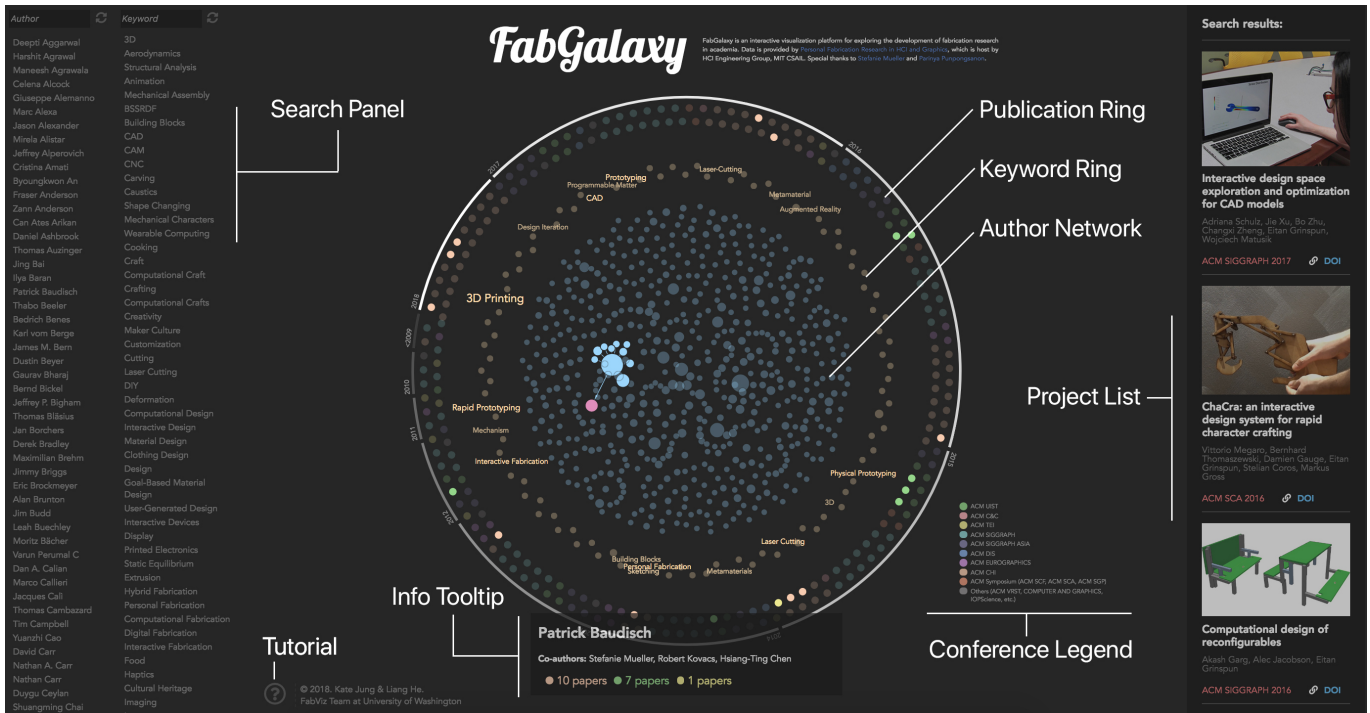 Author
Keyword
Deepti Aggarwal
Harshit Agrawal
Maneesh Agrawala
Celena Alcock
Giuseppe Alemanno
Marc Alexa
Jason Alexander
Mirela Alistar
Jeffrey Alperovich
Cristina Amati
Byoungkwon An
Fraser Anderson
Zann Anderson
Can Ates Arikan
Daniel Ashbrook
Thomas Auzinger
Jing Bai
Ilya Baran
Patrick Baudisch
Thabo Beeler
Bedrich Benes
Karl vom Berge
James M. Bern
Dustin Beyer
Gaurav Bharaj
Bernd Bickel
Jeffrey P. Bigham
Thomas Bläsius
Jan Borchers
Derek Bradley
Maximilian Brehm
Jimmy Briggs
Eric Brockmeyer
Alan Brunton
Jim Budd
Leah Buechley
Moritz Bächer
Varun Perumal C
Dan A. Calian
Marco Callieri
Jacques Cali
Thomas Cambazard
Tim Campbell
Yuanzhi Cao
David Carr
Nathan A. Carr
Nathan Carr
Duygu Ceylan
Shuangming Chai
3D
Aerodynamics
Structural Analysis
Animation
Mechanical Assembly
BSSRDF
Building Blocks
CAD
CAM
CNC
Carving
Caustics
Shape Changing
Mechanical Characters
Wearable Computing
Cooking
Craft
Computational Craft
Crafting
Computational Crafts
Creativity
Maker Culture
Customization
Cutting
Laser Cutting
DIY
Deformation
Computational Design
Interactive Design
Material Design
Clothing Design
Design
Goal-Based Material
Design
User-Generated Design
Interactive Devices
Display
Printed Electronics
Static Equilibrium
Extrusion
Hybrid Fabrication
Personal Fabrication
Computational Fabrication
Digital Fabrication
Interactive Fabrication
Food
Haptics
Cultural Heritage
Imaging
Search Panel
FabGalaxy
FabGalaxy is an interactive visualization platform for exploring the development of fabrication research
in academia. Data is provided by Personal Fabrication Research in HCI and Graphics, which is host by
HCI Engineering Group, MIT CSAIL. Special thanks to Stefanie Mueller and Parinya Punpongsanon.
Publication Ring
Keyword Ring
Author Network
2017
2016
2018
<2009
2010
2011
2012
2014
2015
Laser-Cutting
Prototyping
Programmable Matter
CAD
Metamaterial
Augmented Reality
Design Iteration
3D Printing
Rapid Prototyping
Mechanism
Interactive Fabrication
Physical Prototyping
3D
Laser Cutting
Building Blocks
Personal Fabrication
Sketching
Metamaterials
ACM UIST
ACM C&C
ACM TEI
ACM SIGGRAPH
ACM SIGGRAPH ASIA
ACM DIS
ACM EUROGRAPHICS
ACM CHI
ACM Symposium (ACM SCF, ACM SCA, ACM SGP)
Others (ACM VRST, COMPUTER AND GRAPHICS,
IOPScience, etc.)
Conference Legend
Info Tooltip
Patrick Baudisch
Co-authors: Stefanie Mueller, Robert Kovacs, Hsiang-Ting Chen
10 papers 7 papers 1 papers
Tutorial
?
© 2018. Kate Jung & Liang He.
FabViz Team at University of Washington
Project List
Search results:
Interactive design space
exploration and optimization
for CAD models
Adriana Schulz, Jie Xu, Bo Zhu,
Changxi Zheng, Eitan Grinspun,
Wojciech Matusik
ACM SIGGRAPH 2017 DOI
ChaCra: an interactive
design system for rapid
character crafting
Vittorio Megaro, Bernhard
Thomaszewski, Damien Gauge, Eitan
Grinspun, Stelian Coros, Markus
Gross
ACM SCA 2016 DOI
Computational design of
reconfigurables
Akash Garg, Alec Jacobson, Eitan
Grinspun
ACM SIGGRAPH 2016 DOI